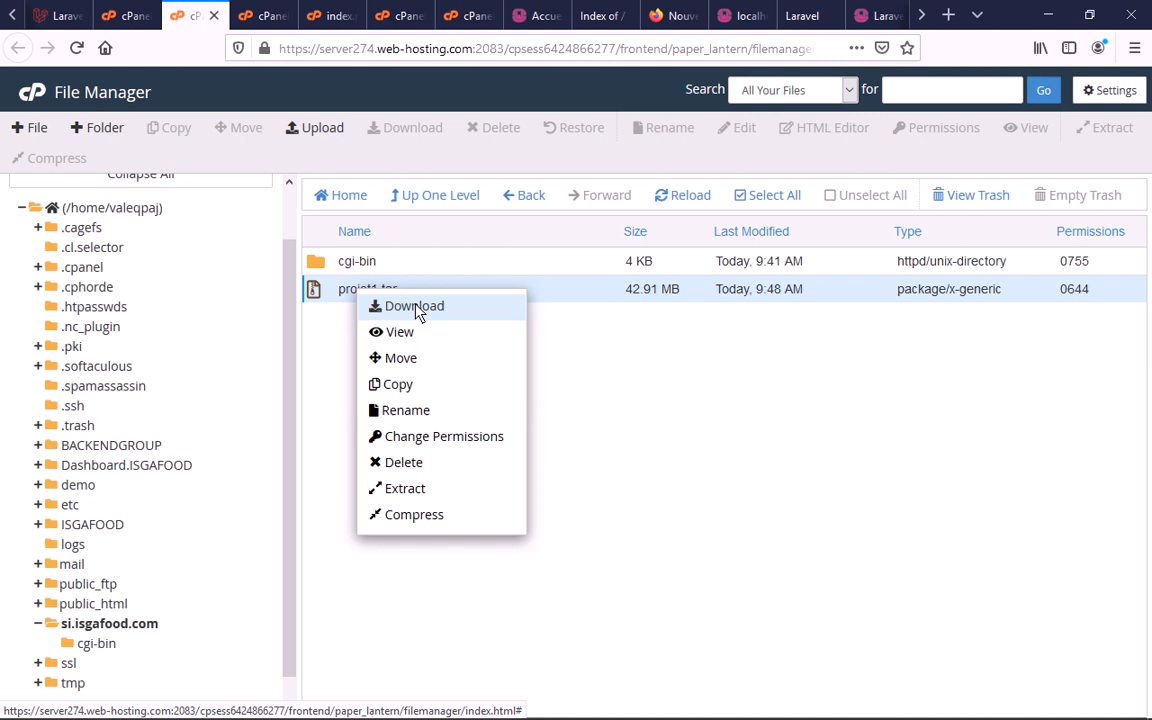 Larave
cPane
cP
cPane
index.
cPane
cPane
Accue
Index of /
Nouve
localh
Laravel
Larave
https://server274.web-hosting.com:2083/cpsess6424866277/frontend/paper_lantern/filemanage
File Manager
Search All Your Files for Go Settings
File Folder Copy Move Upload Download Delete Restore Rename Edit HTML Editor Permissions View Extract
Compress
Collapse All
Home Up One Level Back Forward Reload Select All Unselect All View Trash Empty Trash
(/home/valeqpaj)
.cagefs
.cl.selector
.cpanel
.cphorde
.htpasswds
.nc_plugin
.pki
.softaculous
.spamassassin
.ssh
.trash
BACKENDGROUP
Dashboard.ISGAFOOD
demo
etc
ISGAFOOD
logs
mail
public_ftp
public_html
si.isgafood.com
cgi-bin
ssl
tmp
Name Size Last Modified Type Permissions
cgi-bin 4 KB Today, 9:41 AM httpd/unix-directory 0755
42.91 MB Today, 9:48 AM package/x-generic 0644
Download
View
Move
Copy
Rename
Change Permissions
Delete
Extract
Compress
https://server274.web-hosting.com:2083/cpsess6424866277/frontend/paper_lantern/filemanager/index.html#